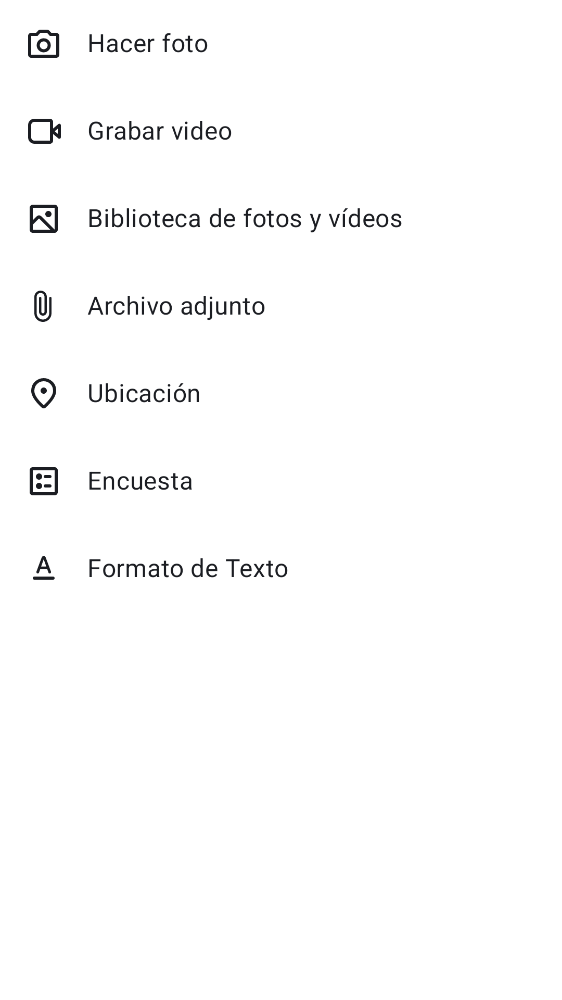 Hacer foto
Grabar video
Biblioteca de fotos y vídeos
Archivo adjunto
Ubicación
Encuesta
Formato de Texto